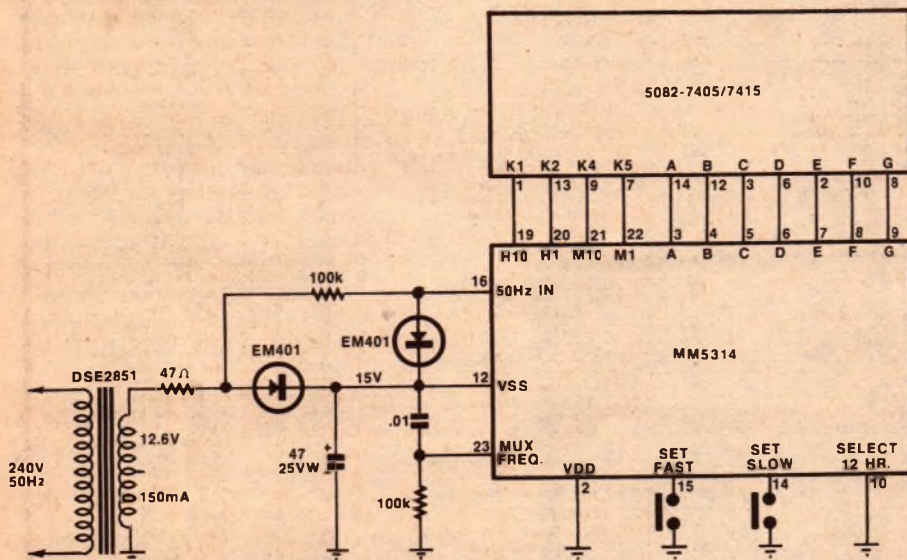 5082-7405/7415
K1 K2 K4 K5 A B C D E F G
1 13 9 7 14 12 3 6 2 10 8
19 20 21 22 3 4 5 6 7 8 9
H10 H1 M10 M1 A B C D E F G
100k
16
50Hz IN
EM401
EM401
MM5314
DSE2851
47Ω
15V
12
VSS
.01
12.6V
47
25VW
+
-
23
MUX
FREQ.
240V
50Hz
150mA
100k
VDD
2
SET
FAST
15
SET
SLOW
14
SELECT
12 HR.
10